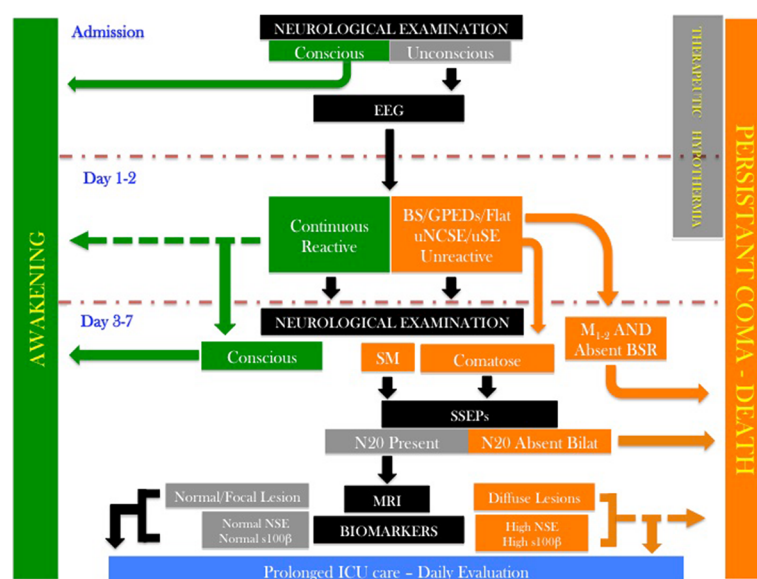 Admission
NEUROLOGICAL EXAMINATION
Conscious
Unconscious
EEG
THERAPEUTIC HYPOTHERMIA
AWAKENING
PERSISTANT COMA - DEATH
Day 1-2
Continuous
Reactive
BS/GPEDs/Flat
uNCSE/uSE
Unreactive
Day 3-7
NEUROLOGICAL EXAMINATION
Conscious
SM
Comatose
M1-2 AND
Absent BSR
SSEPs
N20 Present
N20 Absent Bilat
Normal/Focal Lesion
MRI
Diffuse Lesions
Normal NSE
Normal s100β
BIOMARKERS
High NSE
High s100β
Prolonged ICU care – Daily Evaluation